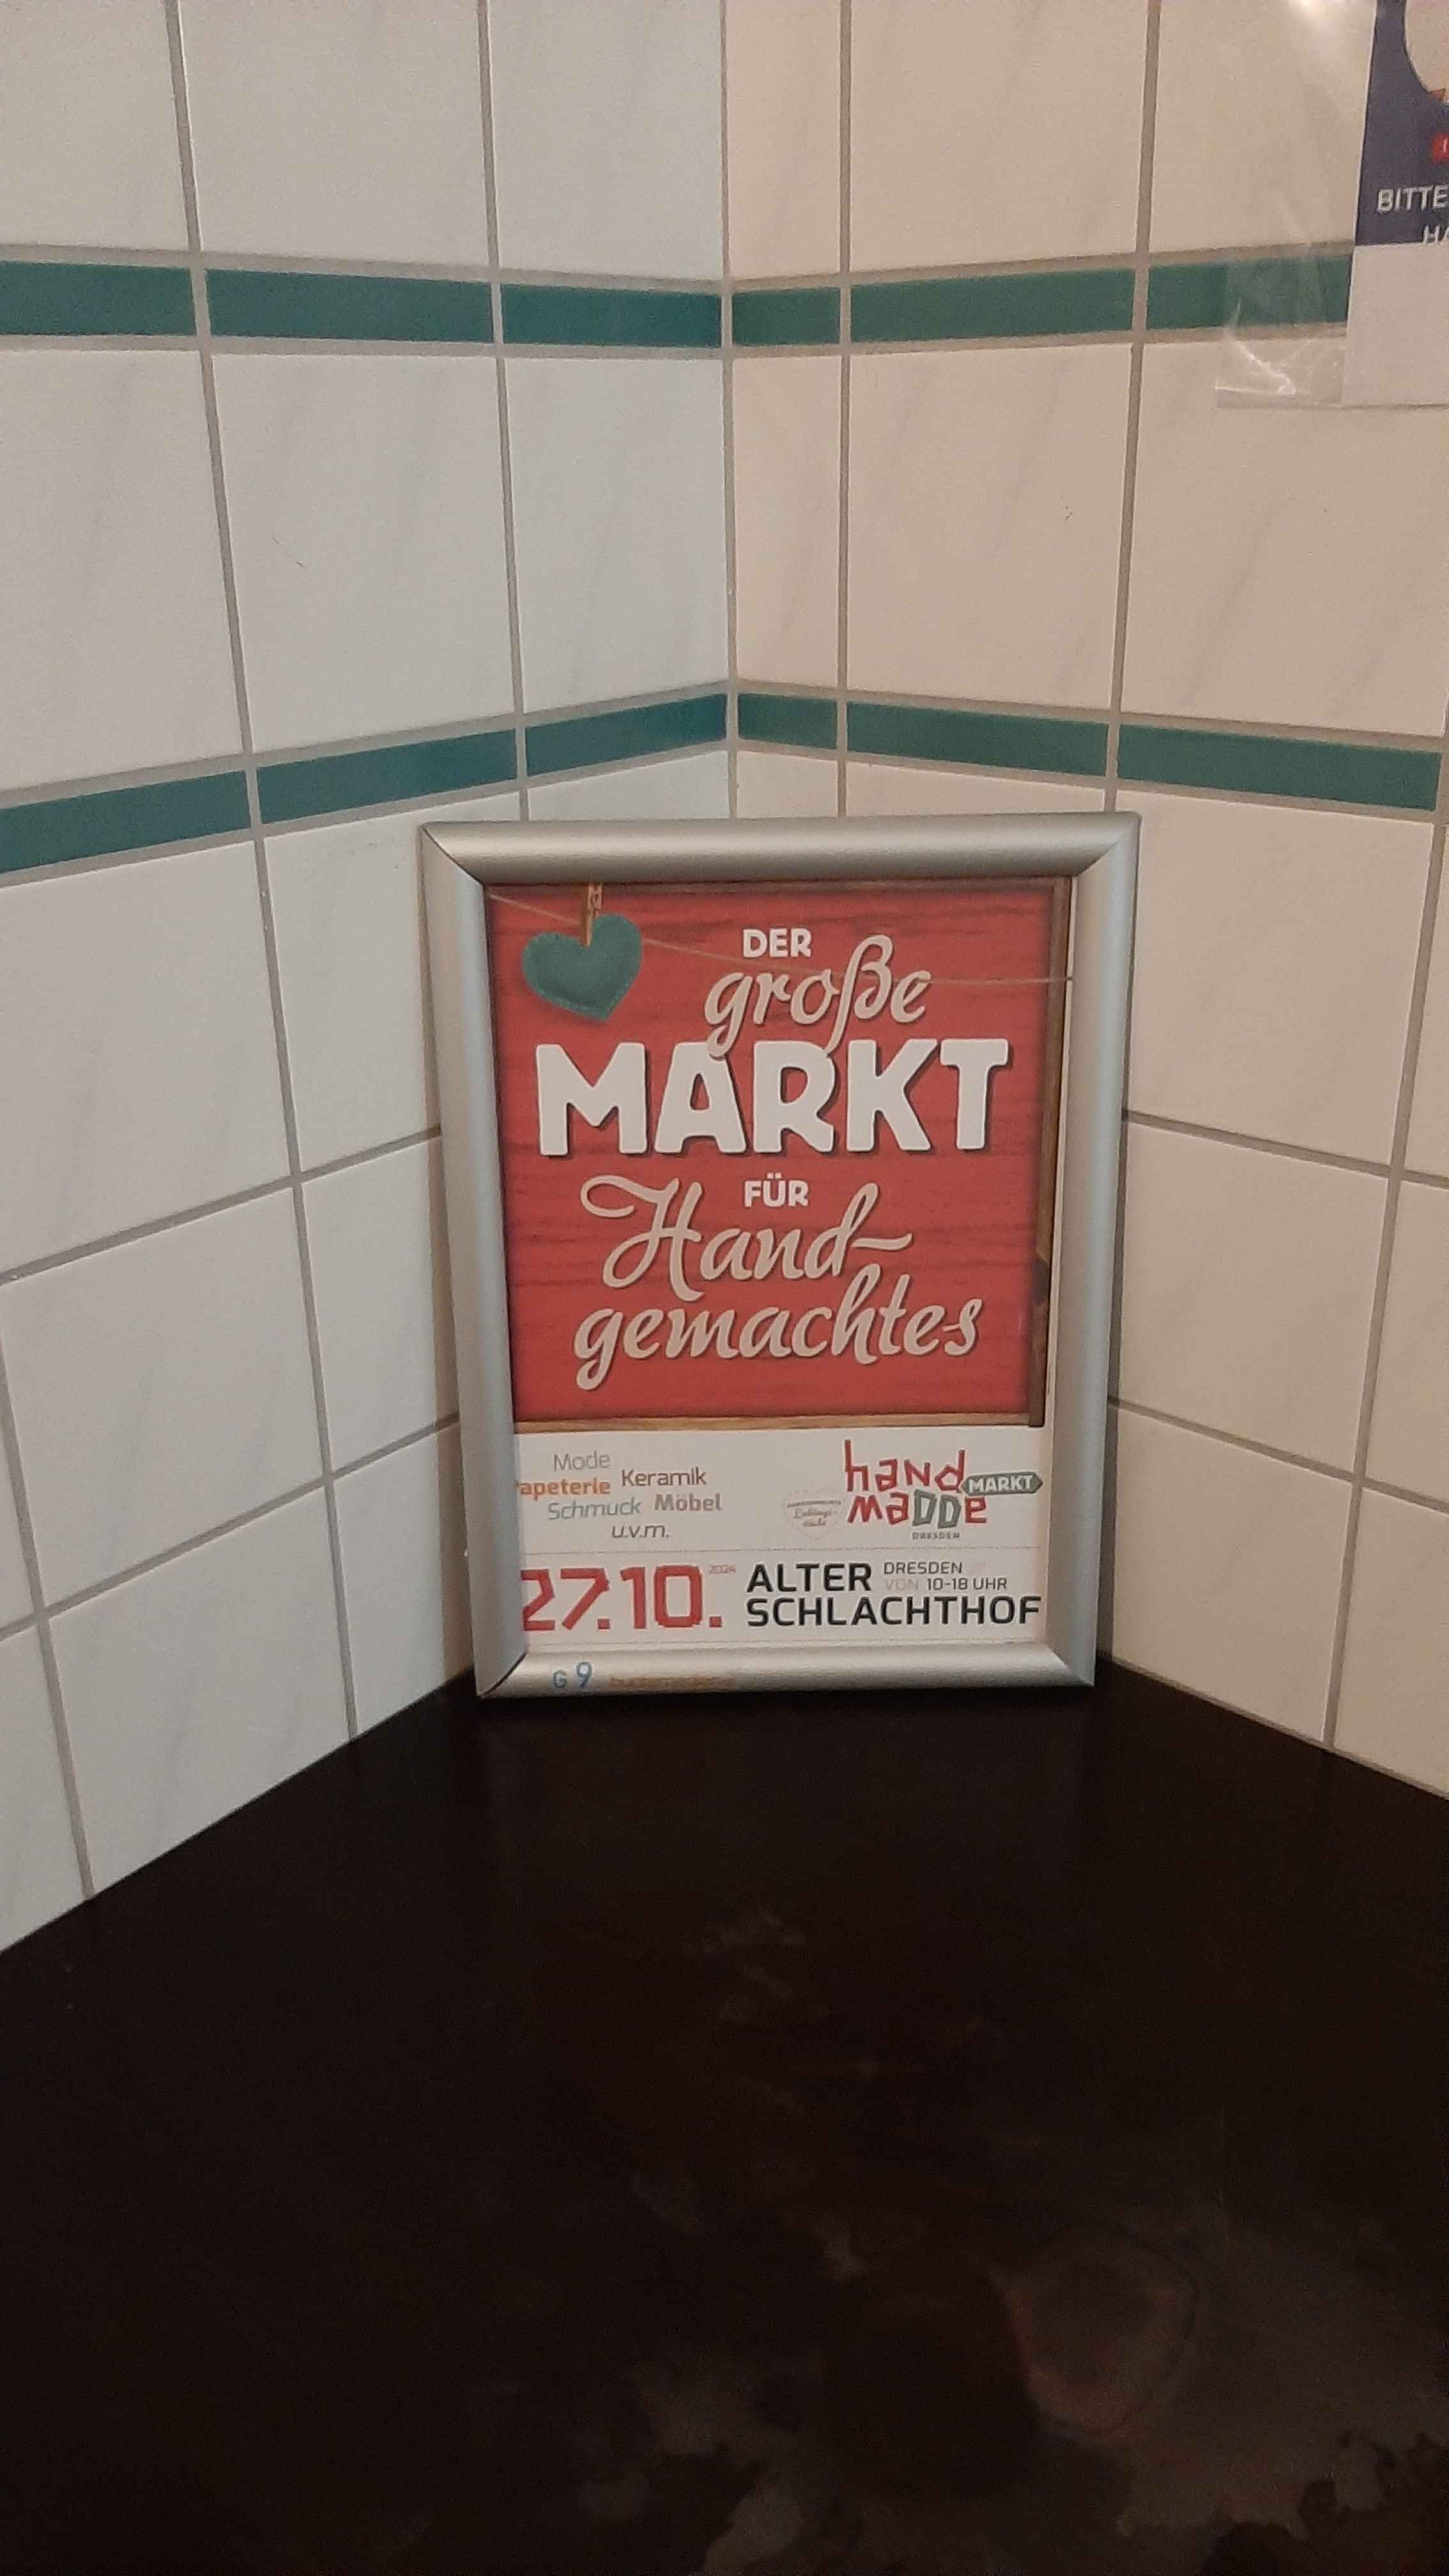 BITTE
HA
DER
große
MARKT
FÜR
Hand-
gemachtes
Mode
apeterie Keramik
Schmuck Möbel
u.v.m.
hand
MARKT
maDDe
DRESDEN
27.10. 2024
ALTER
SCHLACHTHOF
DRESDEN
VON 10-18 UHR
G 9